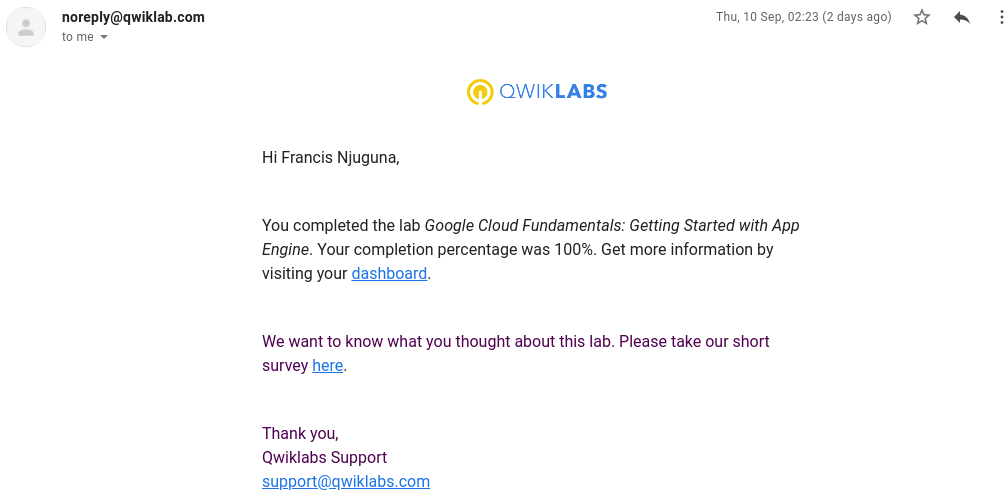 noreply@qwiklab.com
Thu, 10 Sep, 02:23 (2 days ago)
to me
QWIKLABS
Hi Francis Njuguna,
You completed the lab Google Cloud Fundamentals: Getting Started with App
Engine. Your completion percentage was 100%. Get more information by
visiting your dashboard.
We want to know what you thought about this lab. Please take our short
survey here.
Thank you,
Qwiklabs Support
support@qwiklabs.com